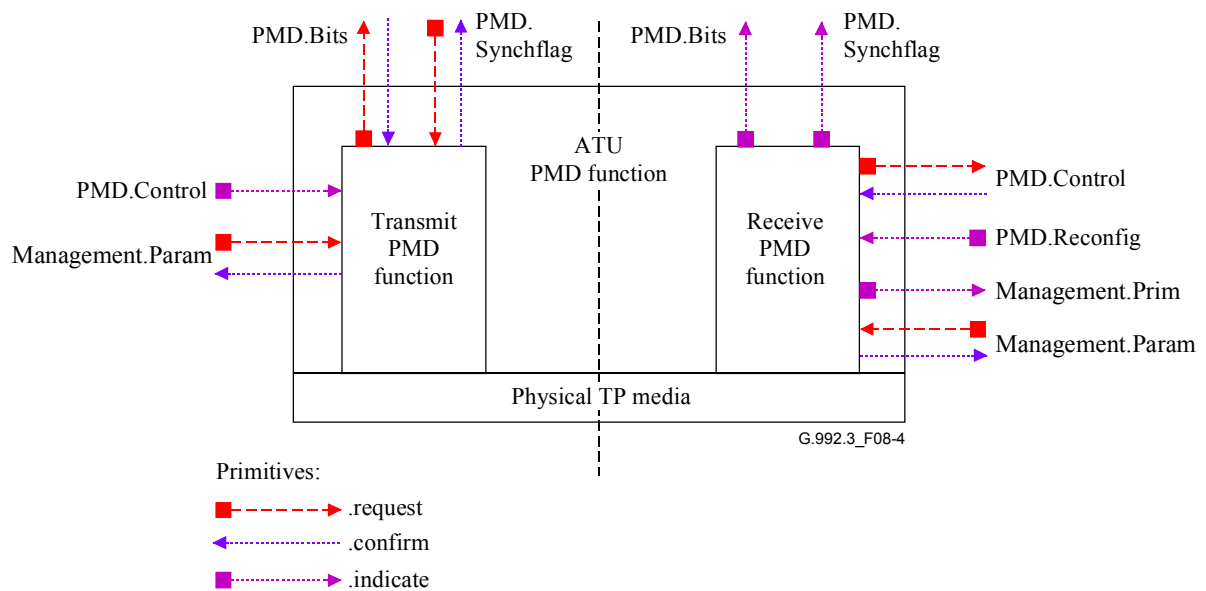 PMD.Bits
PMD.
Synchflag
PMD.Bits
PMD.
Synchflag
ATU
PMD function
PMD.Control
Management.Param
Transmit
PMD
function
Receive
PMD
function
PMD.Control
PMD.Reconfig
Management.Prim
Management.Param
Physical TP media
G.992.3_F08-4
Primitives:
.request
.confirm
.indicate